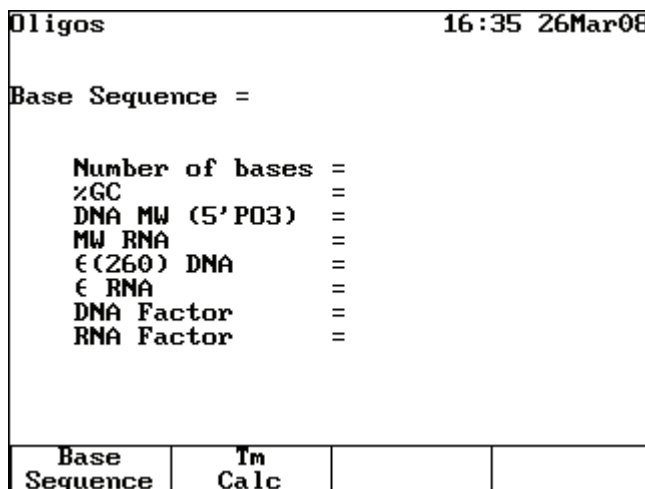 Oligos 16:35 26Mar08
Base Sequence =
Number of bases =
%GC =
DNA MW (5'PO3) =
MW RNA =
ϵ(260) DNA =
ϵ RNA =
DNA Factor =
RNA Factor =
Base Tm
Sequence Calc